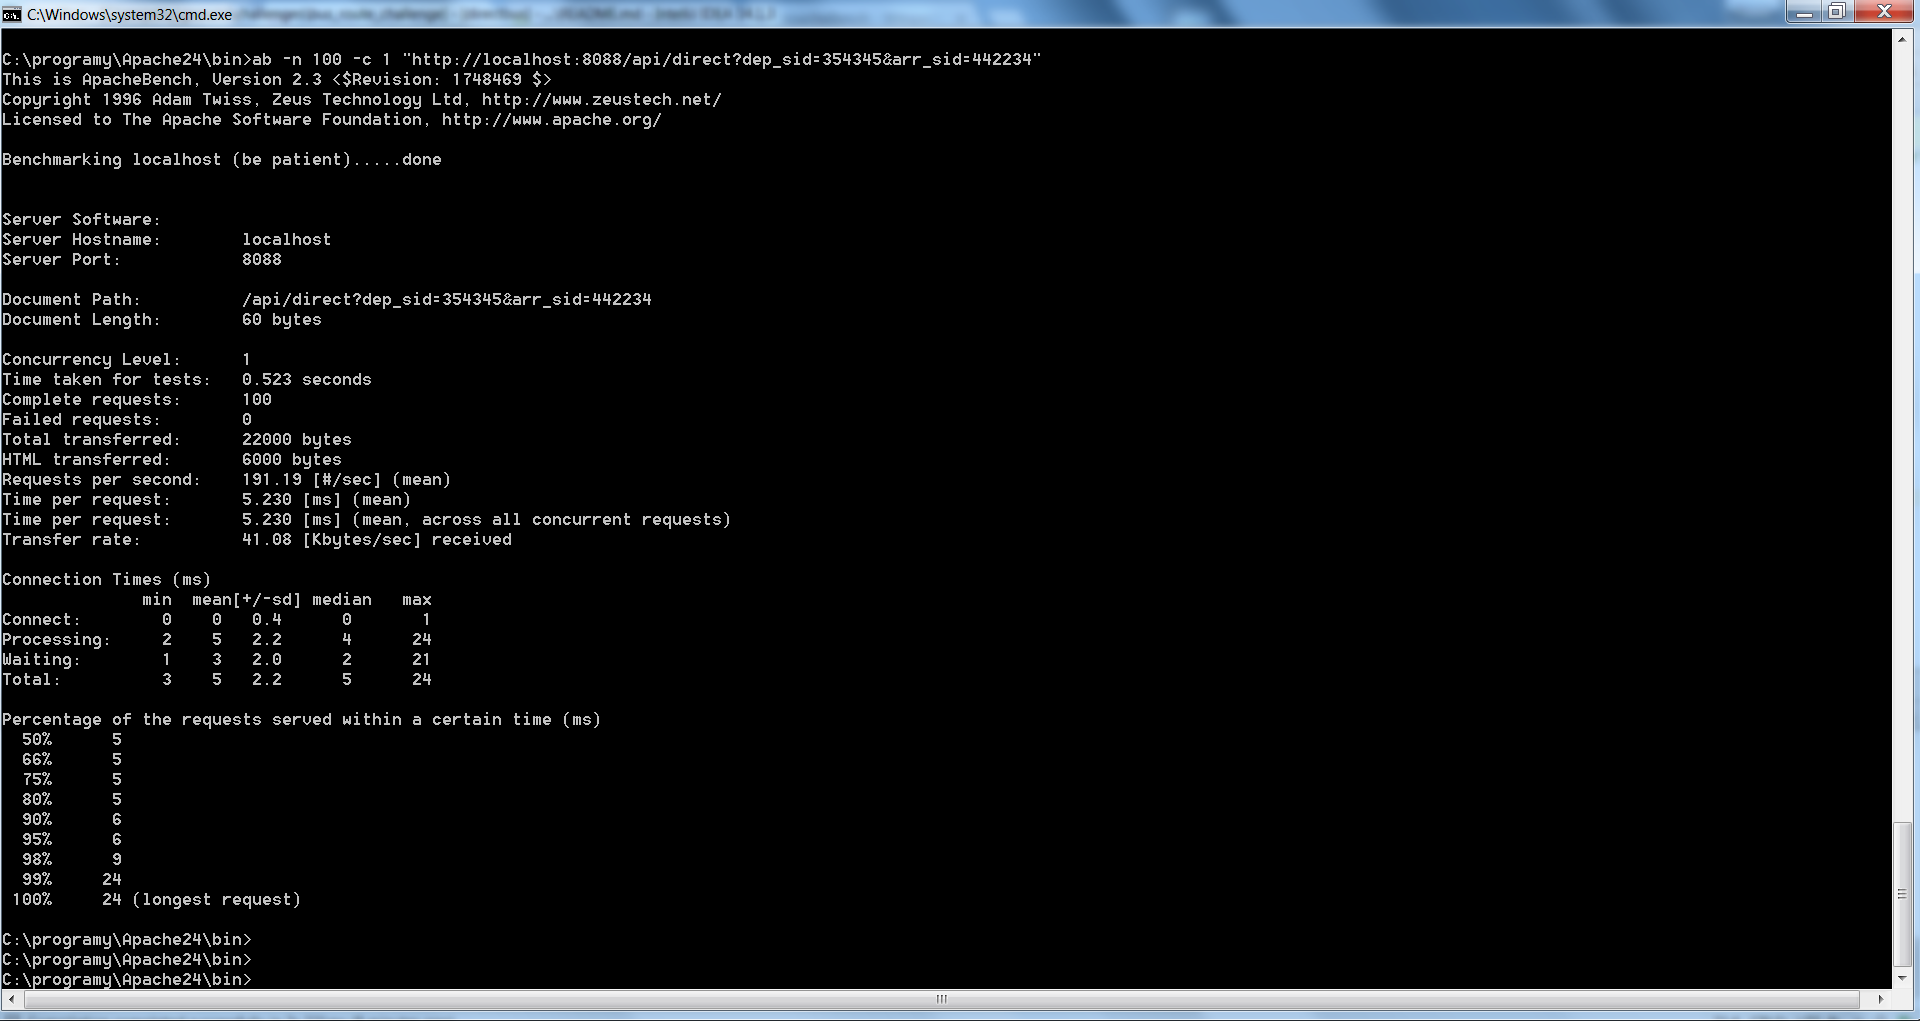 C:\Windows\system32\cmd.exe
C:\programy\Apache24\bin>ab -n 100 -c 1 "http://localhost:8088/api/direct?dep_sid=354345&arr_sid=442234"
This is ApacheBench, Version 2.3 <$Revision: 1748469 $>
Copyright 1996 Adam Twiss, Zeus Technology Ltd, http://www.zeustech.net/
Licensed to The Apache Software Foundation, http://www.apache.org/
Benchmarking localhost (be patient).....done
Server Software:
Server Hostname:        localhost
Server Port:            8088
Document Path:          /api/direct?dep_sid=354345&arr_sid=442234
Document Length:        60 bytes
Concurrency Level:      1
Time taken for tests:   0.523 seconds
Complete requests:      100
Failed requests:        0
Total transferred:      22000 bytes
HTML transferred:       6000 bytes
Requests per second:    191.19 [#/sec] (mean)
Time per request:       5.230 [ms] (mean)
Time per request:       5.230 [ms] (mean, across all concurrent requests)
Transfer rate:          41.08 [Kbytes/sec] received
Connection Times (ms)
              min  mean[+/-sd] median   max
Connect:        0    0   0.4      0       1
Processing:     2    5   2.2      4      24
Waiting:        1    3   2.0      2      21
Total:          3    5   2.2      5      24
Percentage of the requests served within a certain time (ms)
  50%      5
  66%      5
  75%      5
  80%      5
  90%      6
  95%      6
  98%      9
  99%     24
 100%     24 (longest request)
C:\programy\Apache24\bin>
C:\programy\Apache24\bin>
C:\programy\Apache24\bin>